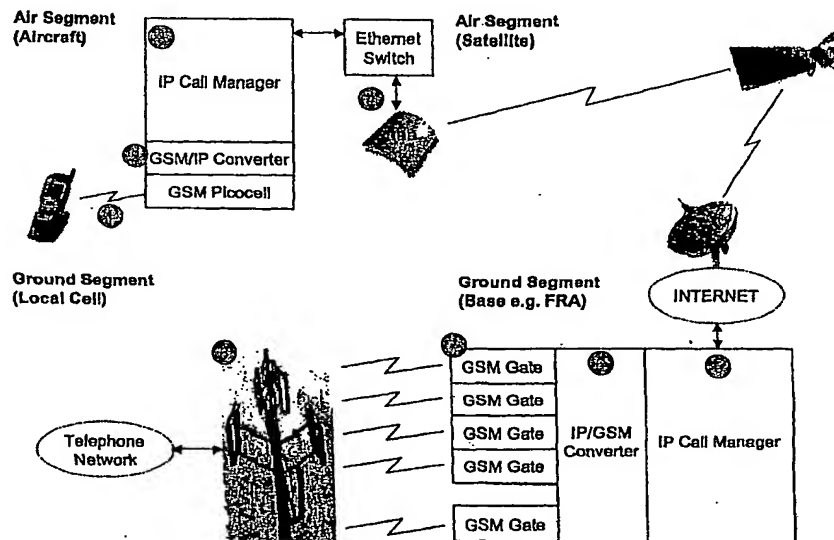 Air Segment
(Aircraft)
IP Call Manager
GSM/IP Converter
GSM Picocell
Ethernet
Switch
Air Segment
(Satellite)
Ground Segment
(Local Cell)
Ground Segment
(Base e.g. FRA)
INTERNET
Telephone
Network
GSM Gate
GSM Gate
GSM Gate
GSM Gate
GSM Gate
IP/GSM
Converter
IP Call Manager